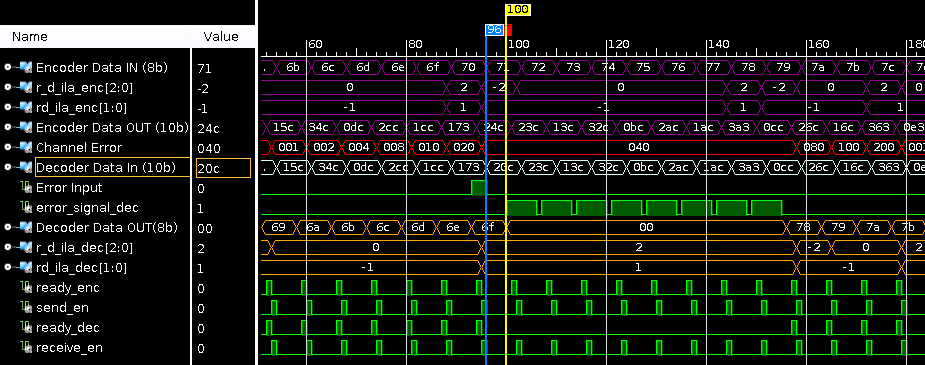 100
96
Name Value
60 80 100 120 140 160 180
Encoder Data IN (8b) 71 6b 6c 6d 6e 6f 70 71 72 73 74 75 76 77 78 79 7a 7b 7c
r_d_ila_enc[2:0] -2 0 2 -2 0 2 -2 0 2 0
rd_ila_enc[1:0] -1 -1 1 -1 1 -1 1
Encoder Data OUT (10b) 24c 15c 34c 0dc 2cc 1cc 173 24c 23c 13c 32c 0bc 2ac 1ac 3a3 0cc 26c 16c 363 0e3
Channel Error 040 001 002 004 008 010 020 040 080 100 200 001
Decoder Data In (10b) 20c 15c 34c 0dc 2cc 1cc 173 20c 23c 13c 32c 0bc 2ac 1ac 3a3 0cc 26c 16c 363 0e
Error Input 0
error_signal_dec 1
Decoder Data OUT(8b) 00 69 6a 6b 6c 6d 6e 6f 00 78 79 7a 7b
r_d_ila_dec[2:0] 2 0 2 -2 0 2
rd_ila_dec[1:0] 1 -1 1 -1
ready_enc 0
send_en 0
ready_dec 0
receive_en 0